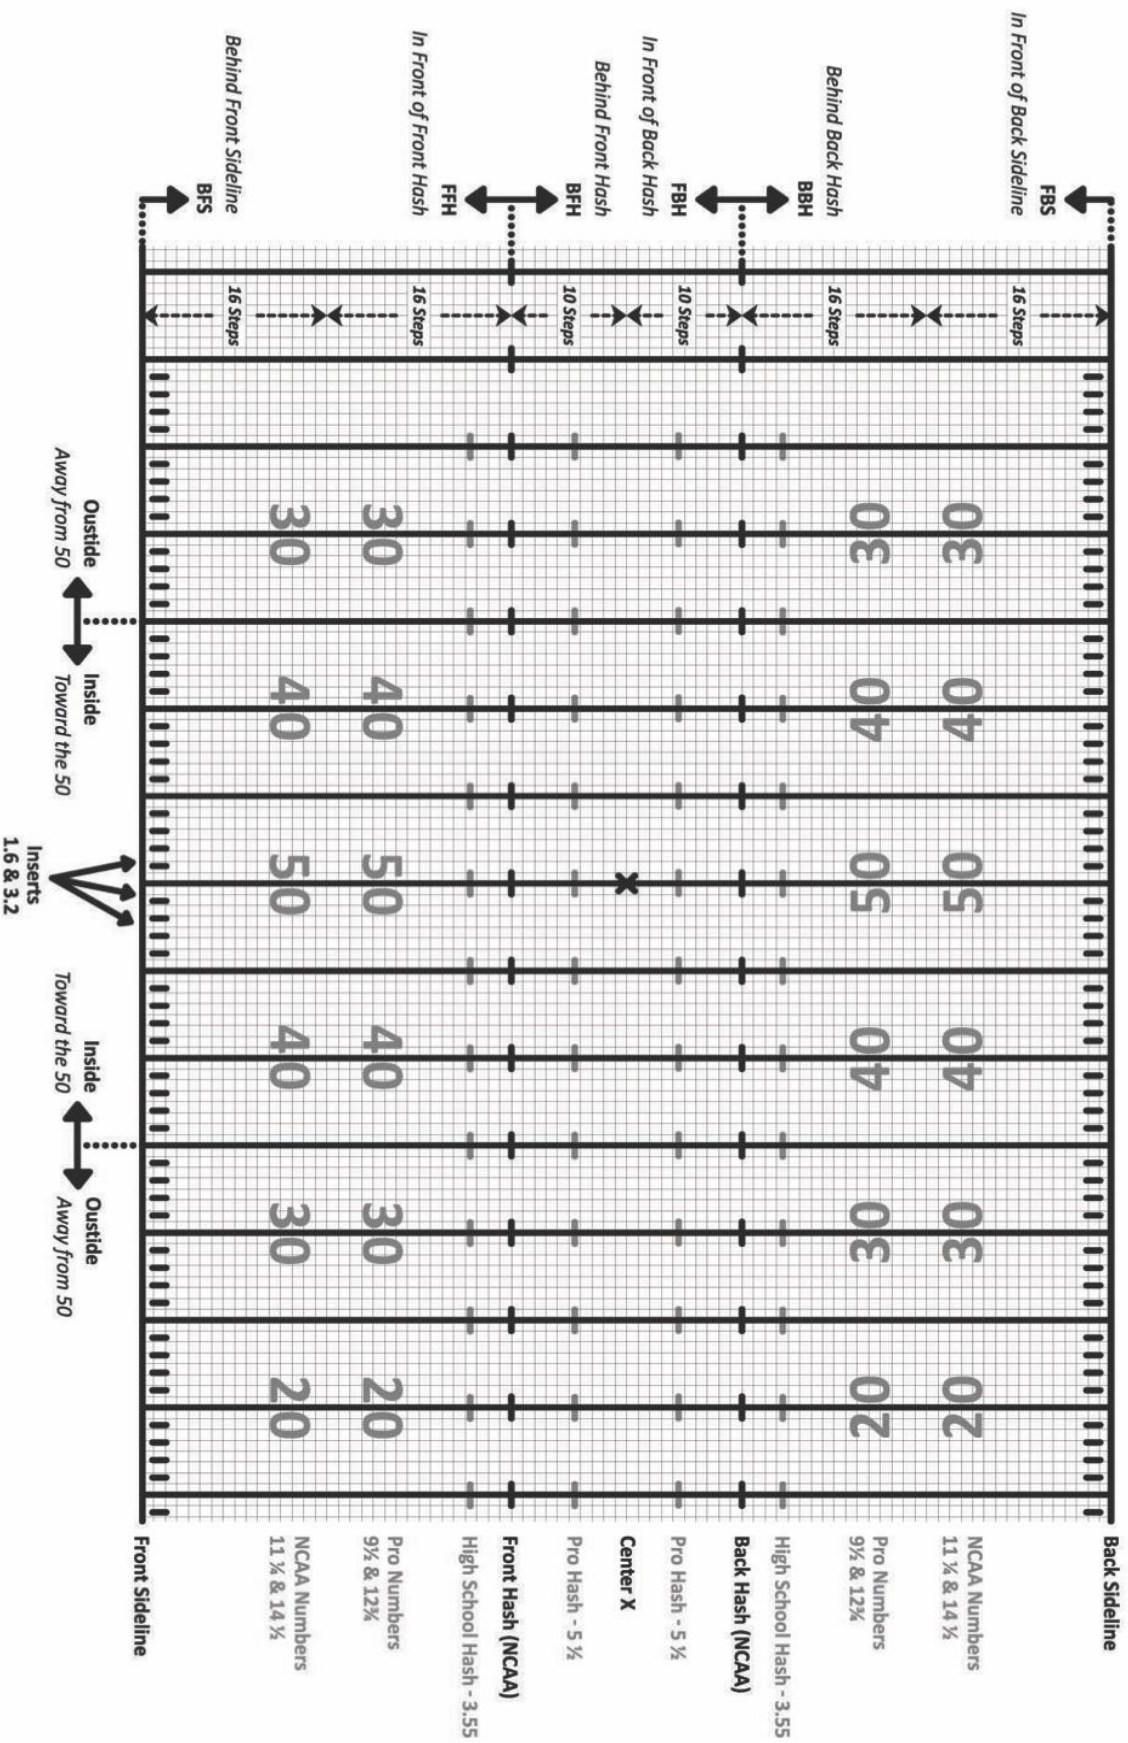 In Front of Back Sideline
FBS
16 Steps
Back Sideline
30 40 50 40 30 20
NCAA Numbers
11 ¼ & 14 ½
30 40 50 40 30 20
Pro Numbers
9½ & 12¾
Behind Back Hash
BBH
16 Steps
High School Hash - 3.55
Back Hash (NCAA)
In Front of Back Hash
FBH
10 Steps
Pro Hash - 5 ½
Center X
Behind Front Hash
BFH
10 Steps
Pro Hash - 5 ½
Front Hash (NCAA)
In Front of Front Hash
FFH
16 Steps
High School Hash - 3.55
30 40 50 40 30 20
Pro Numbers
9½ & 12¾
30 40 50 40 30 20
NCAA Numbers
11 ¼ & 14 ½
Behind Front Sideline
BFS
16 Steps
Front Sideline
Oustide
Away from 50
Inside
Toward the 50
Inserts
1.6 & 3.2
Inside
Toward the 50
Oustide
Away from 50